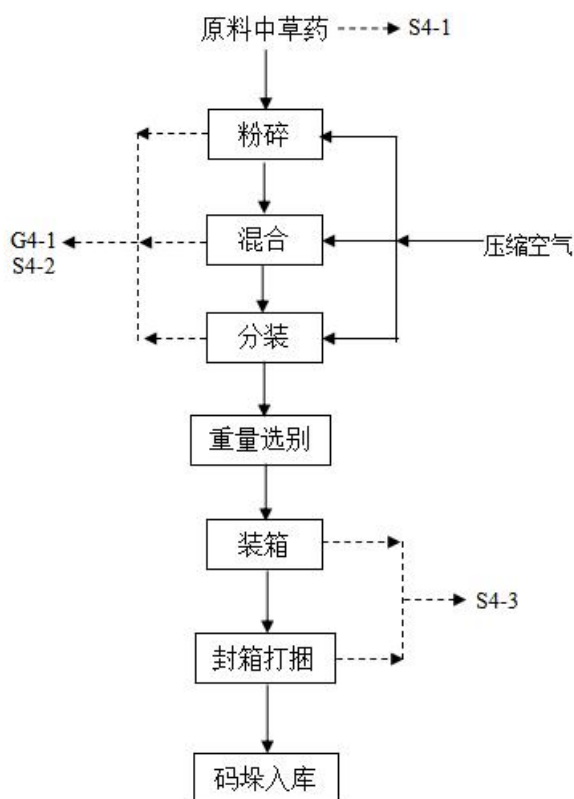 原料中草药 S4-1
粉碎
G4-1
S4-2
混合
压缩空气
分装
重量选别
装箱
S4-3
封箱打捆
码垛入库